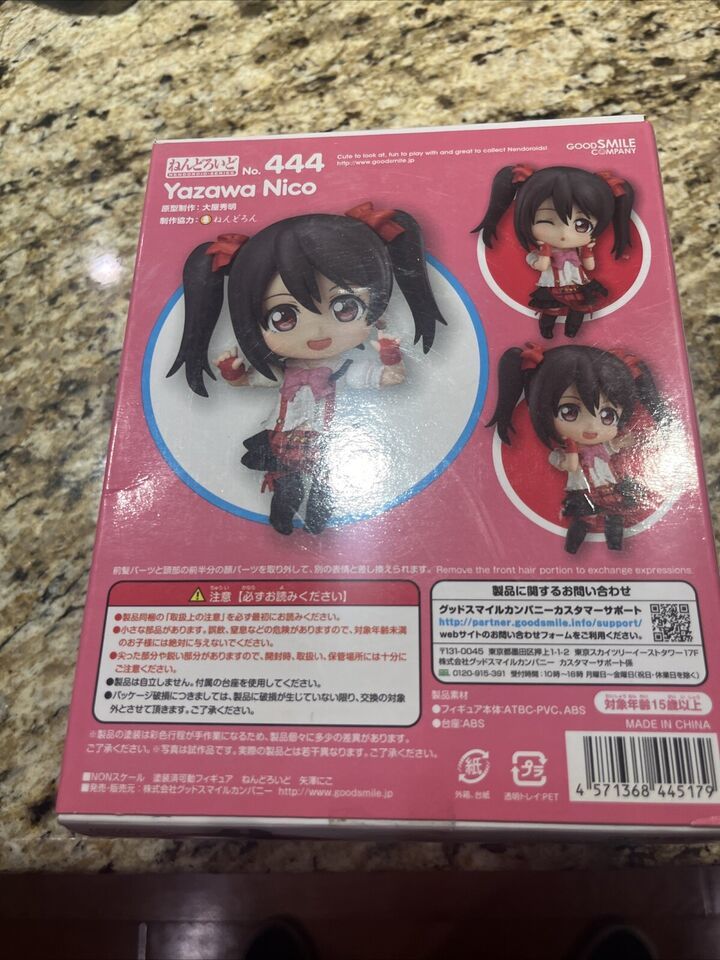 ねんどろいど
NENDOROID SERIES
No. 444
Yazawa Nico
原型制作：大屋秀明
制作協力：ねんどろん
Cute to look at, fun to play with and great to collect Nendoroids!
http://www.goodsmile.jp
GOOD SMILE
COMPANY
前髪パーツと頭部の前半分の顔パーツを取り外して、別の表情と差し換えられます。Remove the front hair portion to exchange expressions.
注意【必ずお読みください】
●製品同梱の「取扱上の注意」を必ず最初にお読みください。
●小さな部品があります。誤飲、窒息などの危険がありますので、対象年齢未満
のお子様には絶対に与えないでください。
●尖った部分や鋭い部分がありますので、開封時、取扱い、保管場所には十分に
ご注意ください。
●製品は自立しません。付属の台座を使用してください。
●パッケージ破損につきましては、製品に破損が生じていない限り、交換の対象
外とさせて頂きます。ご了承ください。
※製品の塗装は彩色行程が手作業になるため、製品個々に多少の差異があります。
ご了承ください。※写真は試作品です。実際の製品とは若干異なります。ご了承ください。
■NONスケール 塗装済可動フィギュア ねんどろいど 矢澤にこ
■発売・販売元：株式会社グッドスマイルカンパニー http://www.goodsmile.jp
製品に関するお問い合わせ
グッドスマイルカンパニーカスタマーサポート
http://partner.goodsmile.info/support/
webサイトのお問い合わせフォームをご利用ください。
〒131-0045 東京都墨田区押上1-1-2 東京スカイツリーイーストタワー17F
株式会社グッドスマイルカンパニー カスタマーサポート係
0120-915-391 受付時間：10時～18時 月曜日～金曜日(祝日・休業日を除く)
製品素材
●フィギュア本体：ATBC-PVC、ABS
●台座：ABS
対象年齢15歳以上
MADE IN CHINA
紙
外箱、台紙
プラ
透明トレイ：PET
4 571368 445179